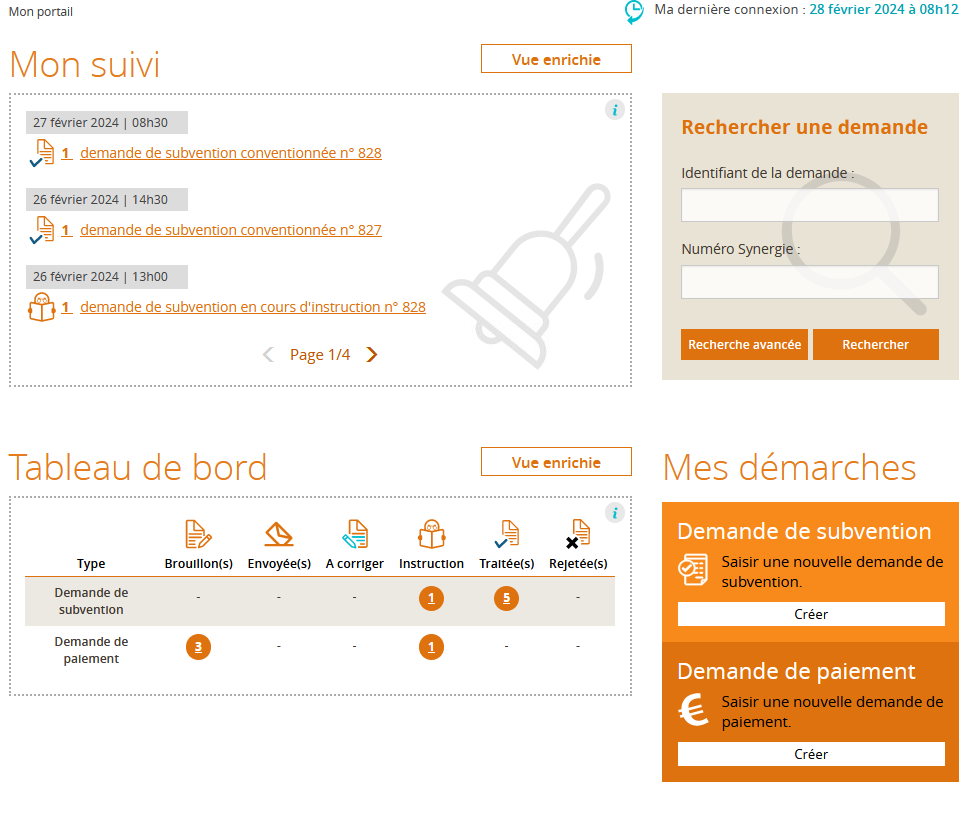 Mon portail
Ma dernière connexion : 28 février 2024 à 08h12
Mon suivi
Vue enrichie
i
27 février 2024 | 08h30
1 demande de subvention conventionnée n° 828
26 février 2024 | 14h30
1 demande de subvention conventionnée n° 827
26 février 2024 | 13h00
1 demande de subvention en cours d'instruction n° 828
Page 1/4
Rechercher une demande
Identifiant de la demande :
Numéro Synergie :
Recherche avancée
Rechercher
Tableau de bord
Vue enrichie
i
Type Brouillon(s) Envoyée(s) A corriger Instruction Traitée(s) Rejetée(s)
Demande de
subvention
- - - 1 5 -
Demande de
paiement
3 - - 1 - -
Mes démarches
Demande de subvention
Saisir une nouvelle demande de
subvention.
Créer
Demande de paiement
€
Saisir une nouvelle demande de
paiement.
Créer